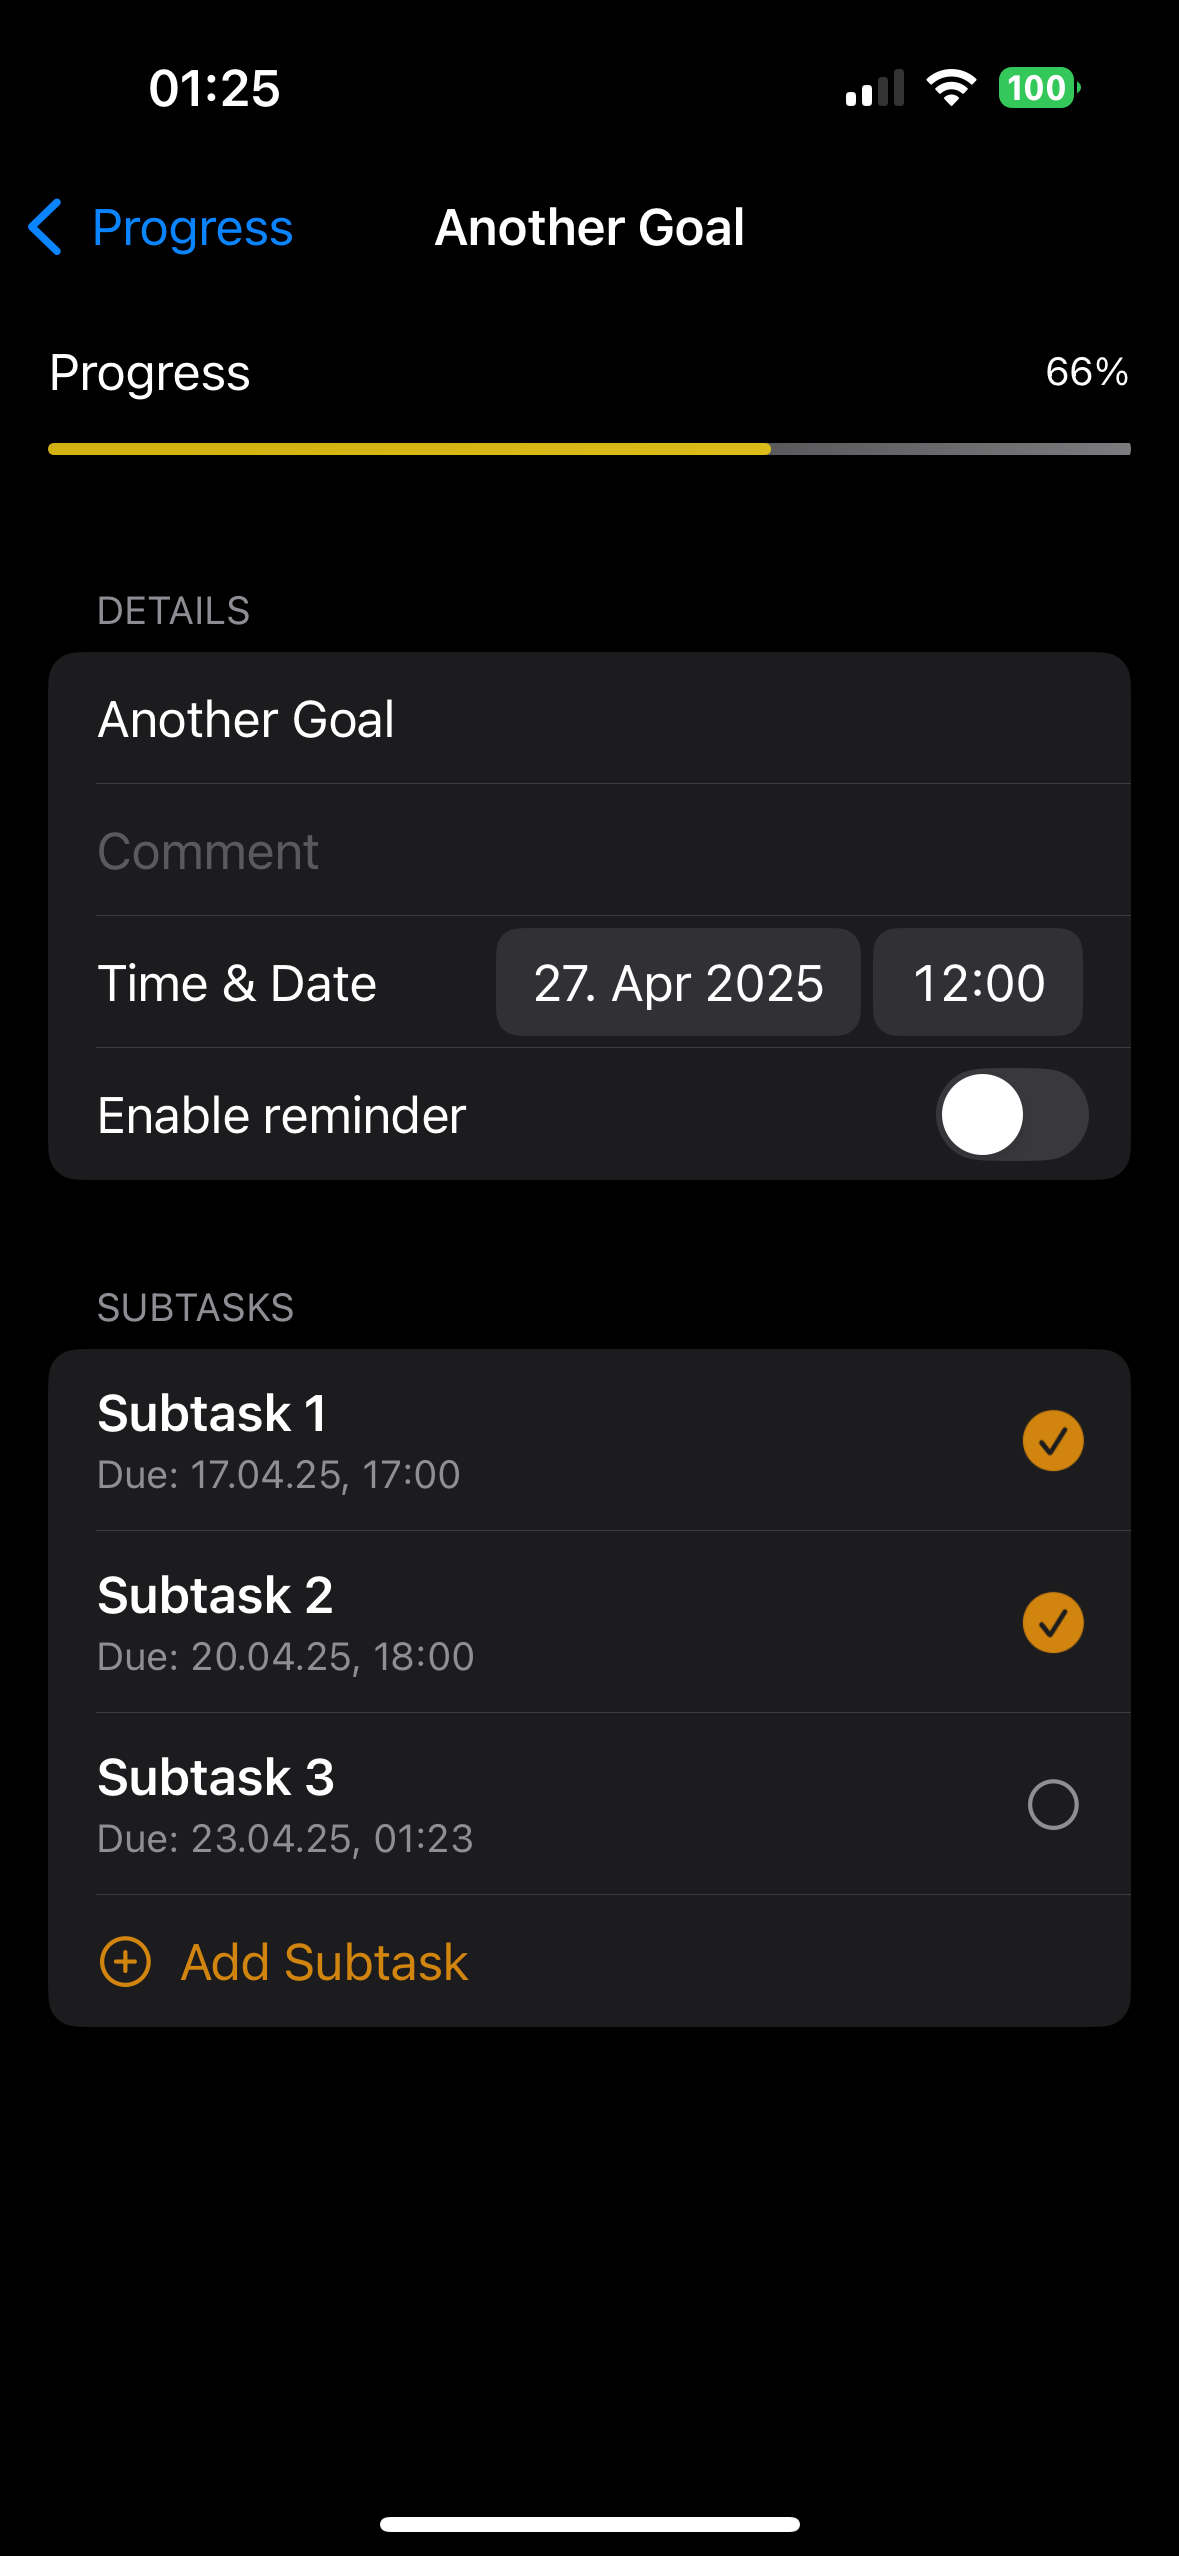 01:25
100
Progress
Another Goal
Progress
66%
DETAILS
Another Goal
Comment
Time & Date
27. Apr 2025
12:00
Enable reminder
SUBTASKS
Subtask 1
Due: 17.04.25, 17:00
Subtask 2
Due: 20.04.25, 18:00
Subtask 3
Due: 23.04.25, 01:23
Add Subtask